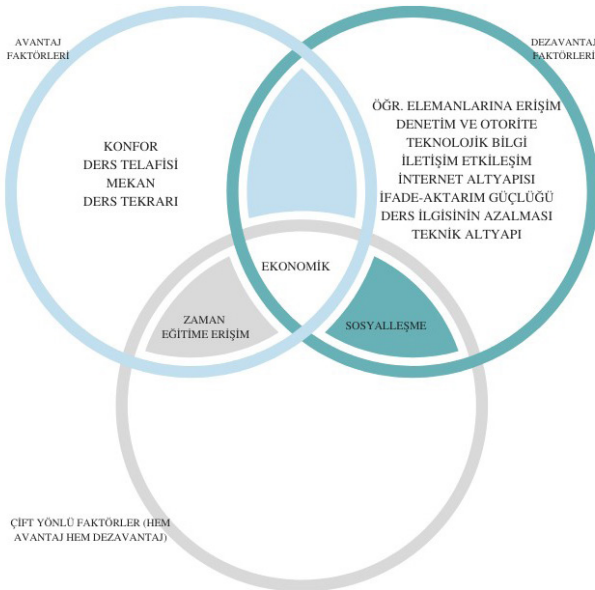 AVANTAJ
FAKTÖRLERİ
DEZAVANTAJ
FAKTÖRLERİ
KONFOR
DERS TELAFİSİ
MEKAN
DERS TEKRARI
ÖĞR. ELEMANLARINA ERİŞİM
DENETİM VE OTORİTE
TEKNOLOJİK BİLGİ
İLETİŞİM ETKİLEŞİM
İNTERNET ALTYAPISI
İFADE-AKTARIM GÜÇLÜĞÜ
DERS İLGİSİNİN AZALMASI
TEKNİK ALTYAPI
EKONOMİK
ZAMAN
EĞİTİME ERİŞİM
SOSYALLEŞME
ÇİFT YÖNLÜ FAKTÖRLER (HEM
AVANTAJ HEM DEZAVANTAJ)